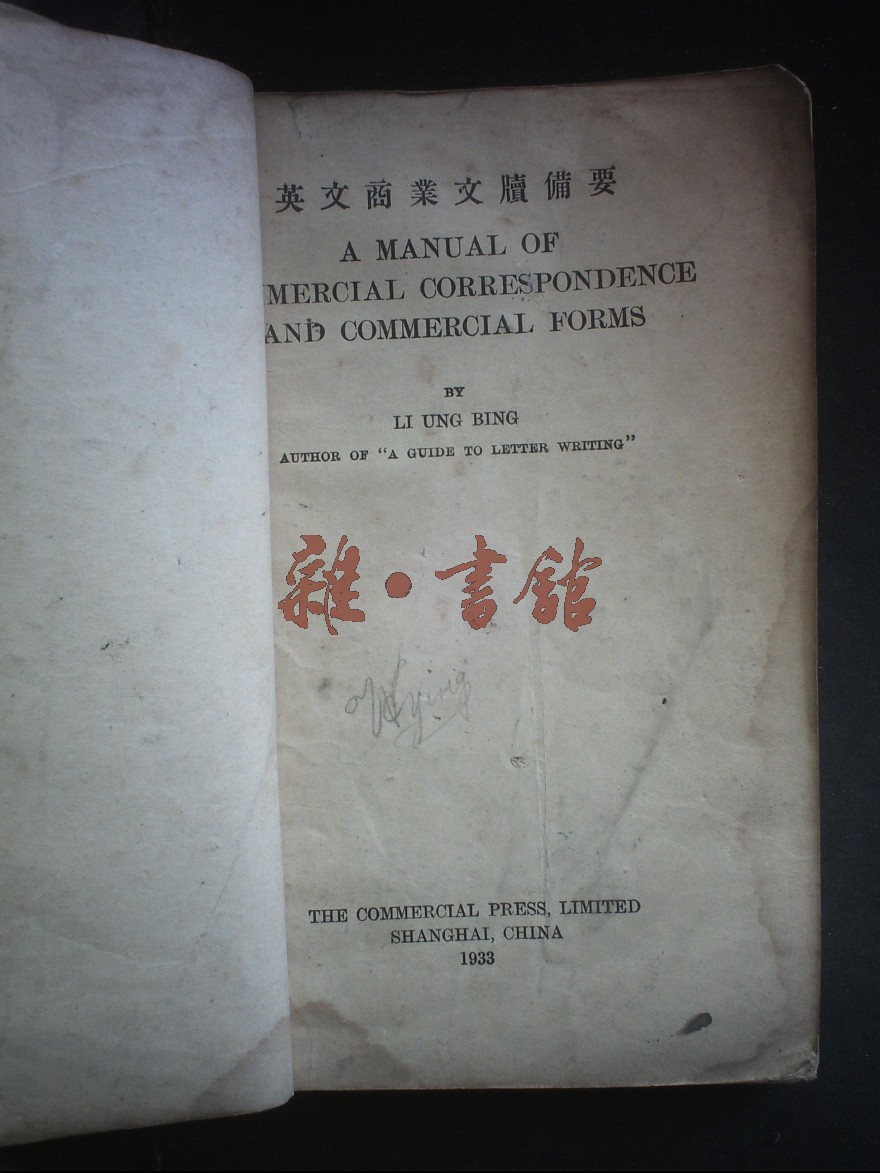 英文商業文牘備要
A MANUAL OF
MERCIAL CORRESPONDENCE
AND COMMERCIAL FORMS
BY
LI UNG BING
AUTHOR OF "A GUIDE TO LETTER WRITING"
雜·書館
THE COMMERCIAL PRESS, LIMITED
SHANGHAI, CHINA
1933